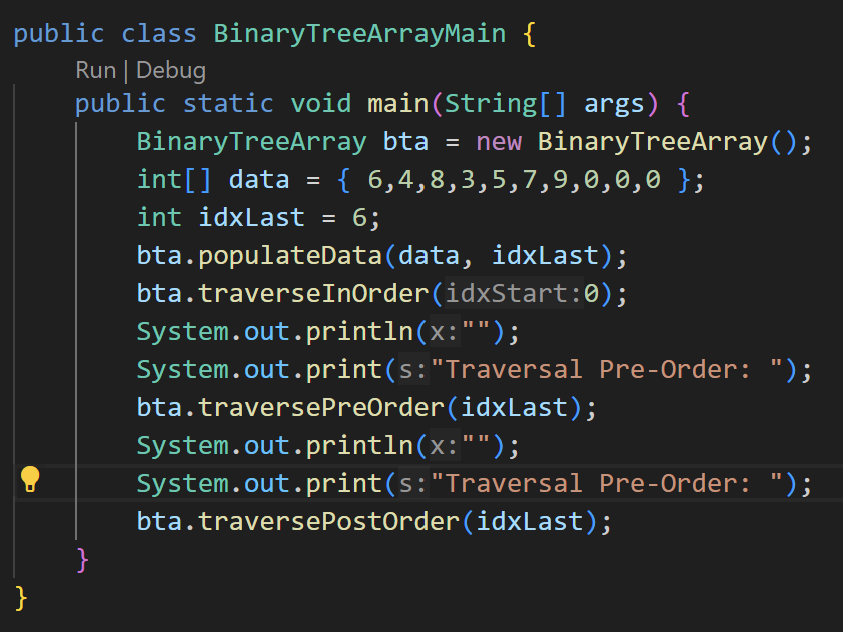 public class BinaryTreeArrayMain {
Run | Debug
public static void main(String[] args) {
BinaryTreeArray bta = new BinaryTreeArray();
int[] data = { 6,4,8,3,5,7,9,0,0,0 };
int idxLast = 6;
bta.populateData(data, idxLast);
bta.traverseInOrder(idxStart:0);
System.out.println(x:"");
System.out.print(s:"Traversal Pre-Order: ");
bta.traversePreOrder(idxLast);
System.out.println(x:"");
System.out.print(s:"Traversal Pre-Order: ");
bta.traversePostOrder(idxLast);
}
}